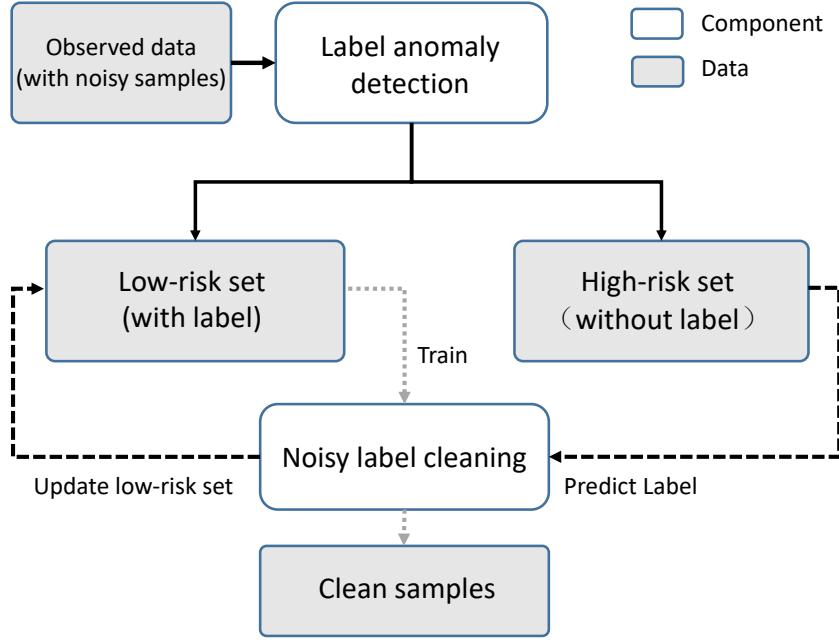 Observed data
(with noisy samples)
Label anomaly
detection
Component
Data
Low-risk set
(with label)
High-risk set
（without label）
Train
Noisy label cleaning
Update low-risk set
Predict Label
Clean samples